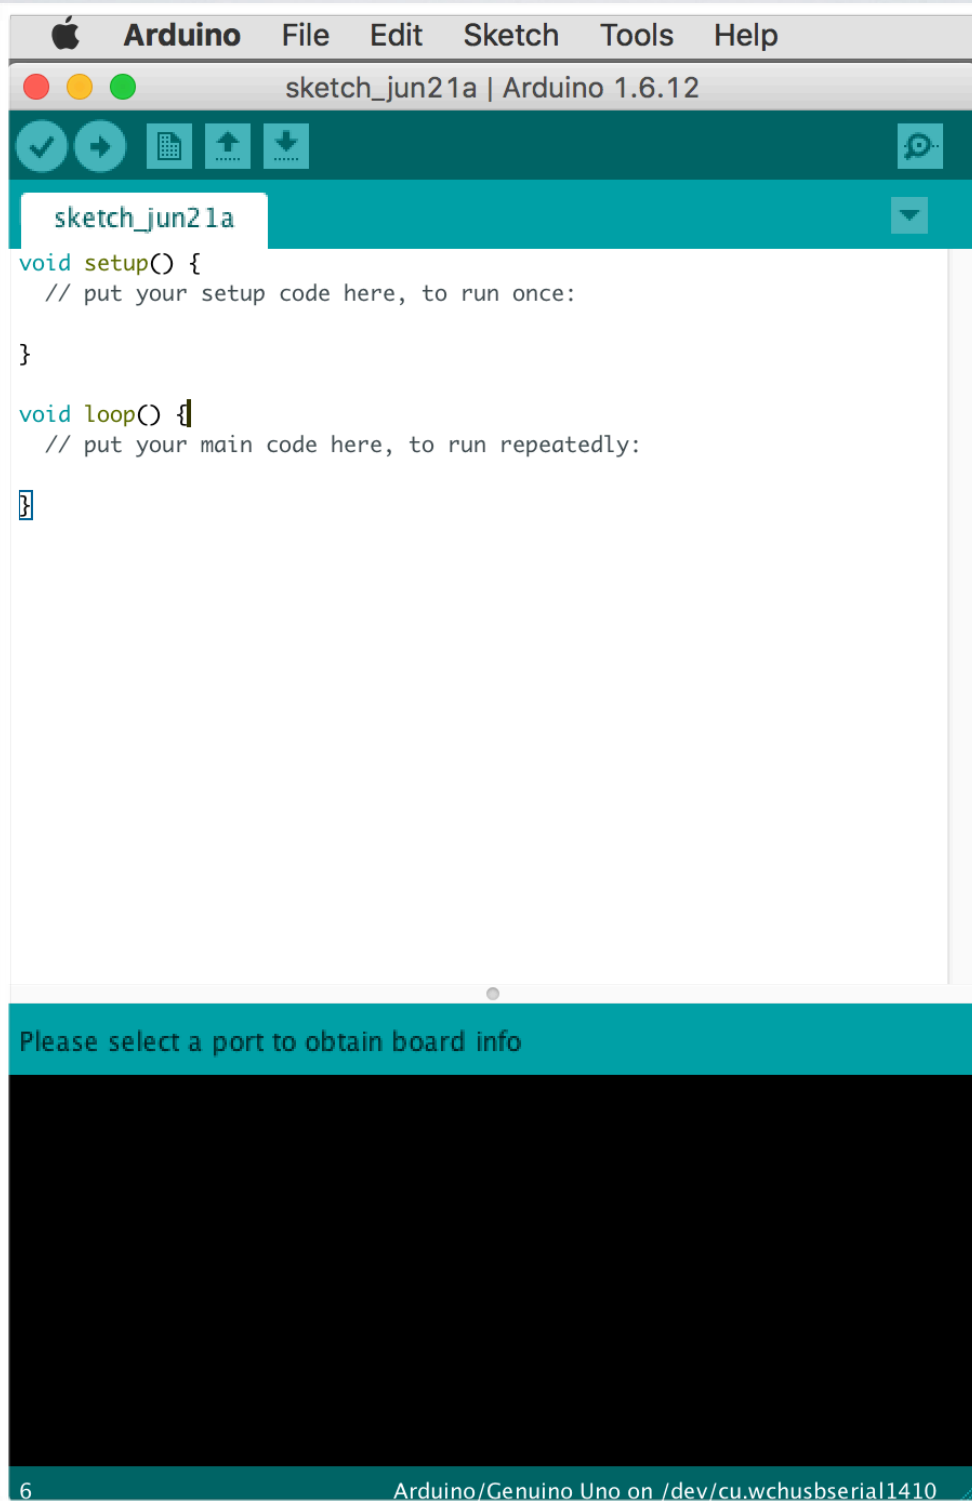 Arduino File Edit Sketch Tools Help
sketch_jun21a | Arduino 1.6.12
sketch_jun21a
void setup() {
  // put your setup code here, to run once:
}
void loop() {
  // put your main code here, to run repeatedly:
}
Please select a port to obtain board info
6 Arduino/Genuino Uno on /dev/cu.wchusbserial1410